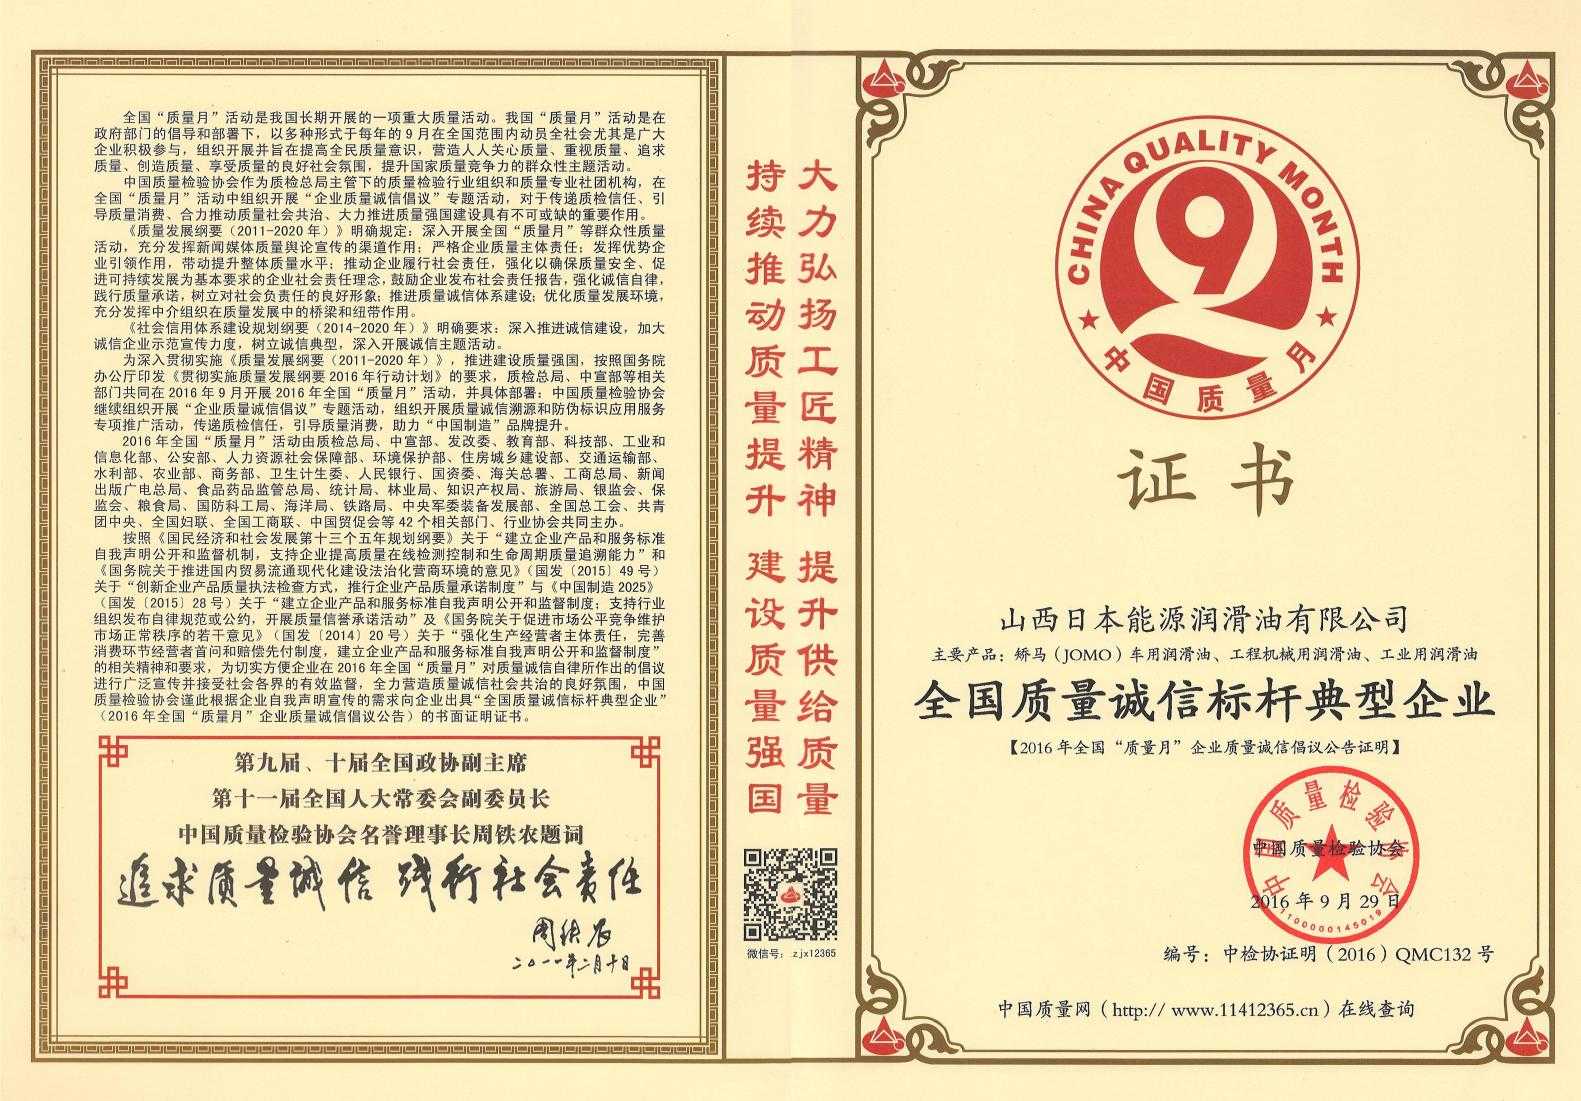 全国“质量月”活动是我国长期开展的一项重大质量活动。我国“质量月”活动是在
政府部门的倡导和部署下，以多种形式于每年的9月在全国范围内动员全社会尤其是广大
企业积极参与，组织开展并旨在提高全民质量意识，营造人人关心质量、重视质量、追求
质量、创造质量、享受质量的良好社会氛围，提升国家质量竞争力的群众性主题活动。
中国质量检验协会作为质检总局主管下的质量检验行业组织和质量专业社团机构，在
全国“质量月”活动中组织开展“企业质量诚信倡议”专题活动，对于传递质检信任、引
导质量消费、合力推动质量社会共治、大力推进质量强国建设具有不可或缺的重要作用。
《质量发展纲要（2011-2020年）》明确规定：深入开展全国“质量月”等群众性质量
活动，充分发挥新闻媒体质量舆论宣传的渠道作用；严格企业质量主体责任；发挥优势企
业引领作用，带动提升整体质量水平；推动企业履行社会责任，强化以确保质量安全、促
进可持续发展为基本要求的企业社会责任理念，鼓励企业发布社会责任报告，强化诚信自律，
践行质量承诺，树立对社会负责任的良好形象；推进质量诚信体系建设；优化质量发展环境，
充分发挥中介组织在质量发展中的桥梁和纽带作用。
《社会信用体系建设规划纲要（2014-2020年）》明确要求：深入推进诚信建设，加大
诚信企业示范宣传力度，树立诚信典型，深入开展诚信主题活动。
为深入贯彻实施《质量发展纲要（2011-2020年）》，推进建设质量强国，按照国务院
办公厅印发《贯彻实施质量发展纲要2016年行动计划》的要求，质检总局、中宣部等相关
部门共同在2016年9月开展2016年全国“质量月”活动，并具体部署：中国质量检验协会
继续组织开展“企业质量诚信倡议”专题活动，组织开展质量诚信溯源和防伪标识应用服务
专项推广活动，传递质检信任，引导质量消费，助力“中国制造”品牌提升。
2016年全国“质量月”活动由质检总局、中宣部、发改委、教育部、科技部、工业和
信息化部、公安部、人力资源社会保障部、环境保护部、住房城乡建设部、交通运输部、
水利部、农业部、商务部、卫生计生委、人民银行、国资委、海关总署、工商总局、新闻
出版广电总局、食品药品监管总局、统计局、林业局、知识产权局、旅游局、银监会、保
监会、粮食局、国防科工局、海洋局、铁路局、中央军委装备发展部、全国总工会、共青
团中央、全国妇联、全国工商联、中国贸促会等42个相关部门、行业协会共同主办。
按照《国民经济和社会发展第十三个五年规划纲要》关于“建立企业产品和服务标准
自我声明公开和监督机制，支持企业提高质量在线检测控制和生命周期质量追溯能力”和
《国务院关于推进国内贸易流通现代化建设法治化营商环境的意见》（国发〔2015〕49号）
关于“创新企业产品质量执法检查方式，推行企业产品质量承诺制度”与《中国制造2025》
（国发〔2015〕28号）关于“建立企业产品和服务标准自我声明公开和监督制度；支持行业
组织发布自律规范或公约，开展质量信誉承诺活动”及《国务院关于促进市场公平竞争维护
市场正常秩序的若干意见》（国发〔2014〕20号）关于“强化生产经营者主体责任，完善
消费环节经营者首问和赔偿先付制度，建立企业产品和服务标准自我声明公开和监督制度”
的相关精神和要求，为切实方便企业在2016年全国“质量月”对质量诚信自律所作出的倡议
进行广泛宣传并接受社会各界的有效监督，全力营造质量诚信社会共治的良好氛围，中国
质量检验协会谨此根据企业自我声明宣传的需求向企业出具“全国质量诚信标杆典型企业”
（2016年全国“质量月”企业质量诚信倡议公告）的书面证明证书。
第九届、十届全国政协副主席
第十一届全国人大常委会副委员长
中国质量检验协会名誉理事长周铁农题词
追求质量诚信 践行社会责任
周铁农
二〇一一年二月十日
大力弘扬工匠精神 提升供给质量
持续推动质量提升 建设质量强国
微信号：zjx12365
CHINA QUALITY MONTH
9
中国质量月
证书
山西日本能源润滑油有限公司
主要产品：矫马（JOMO）车用润滑油、工程机械用润滑油、工业用润滑油
全国质量诚信标杆典型企业
【2016年全国“质量月”企业质量诚信倡议公告证明】
中国质量检验协会
中国质量检验协会
2016年9月29日
1100000145019
编号：中检协证明（2016）QMC132号
中国质量网（http:// www.11412365.cn）在线查询